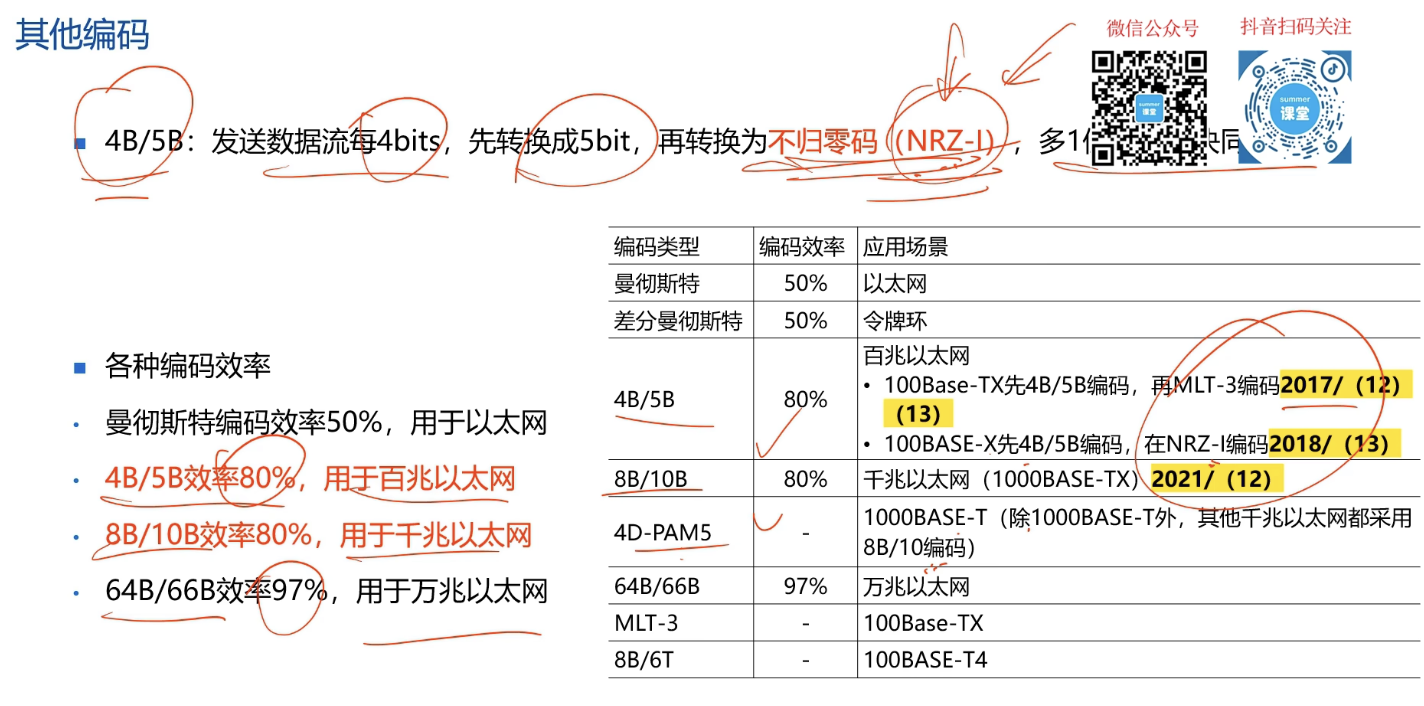 其他编码
微信公众号
抖音扫码关注
summer
课堂
summer
课堂
4B/5B：发送数据流每4bits，先转换成5bit，再转换为不归零码（NRZ-I），多1
编码类型 编码效率 应用场景
曼彻斯特 50% 以太网
差分曼彻斯特 50% 令牌环
4B/5B 80% 百兆以太网
• 100Base-TX先4B/5B编码，再MLT-3编码2017/（12）
（13）
• 100BASE-X先4B/5B编码，在NRZ-I编码2018/（13）
8B/10B 80% 千兆以太网（1000BASE-TX）2021/（12）
4D-PAM5 - 1000BASE-T（除1000BASE-T外，其他千兆以太网都采用
8B/10编码）
64B/66B 97% 万兆以太网
MLT-3 - 100Base-TX
8B/6T - 100BASE-T4
各种编码效率
• 曼彻斯特编码效率50%，用于以太网
• 4B/5B效率80%，用于百兆以太网
• 8B/10B效率80%，用于千兆以太网
• 64B/66B效率97%，用于万兆以太网